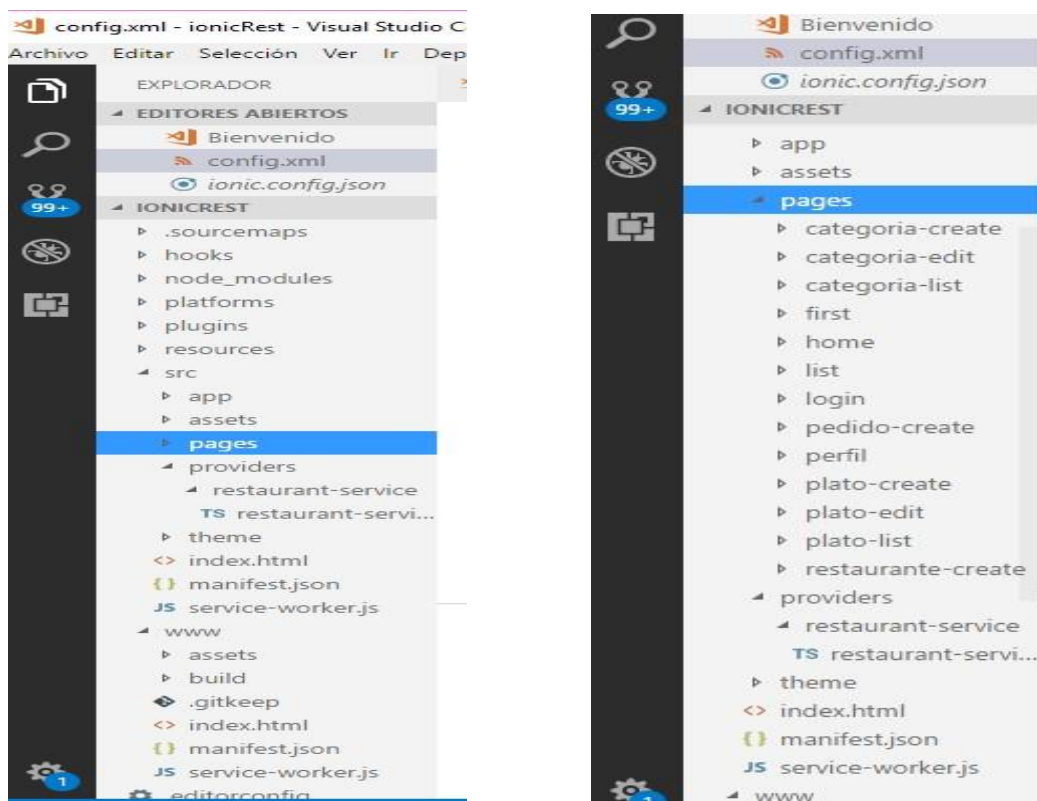 config.xml - ionicRest - Visual Studio C
Archivo Editar Selección Ver Ir Dep
EXPLORADOR
EDITORES ABIERTOS
Bienvenido
config.xml
ionic.config.json
99+
IONICREST
.sourcemaps
hooks
node_modules
platforms
plugins
resources
src
app
assets
pages
providers
restaurant-service
TS restaurant-servi...
theme
<> index.html
{} manifest.json
JS service-worker.js
www
assets
build
.gitkeep
<> index.html
{} manifest.json
JS service-worker.js
1
editorconfig
Bienvenido
config.xml
ionic.config.json
99+
IONICREST
app
assets
pages
categoria-create
categoria-edit
categoria-list
first
home
list
login
pedido-create
perfil
plato-create
plato-edit
plato-list
restaurante-create
providers
restaurant-service
TS restaurant-servi...
theme
<> index.html
{} manifest.json
JS service-worker.js
1
www